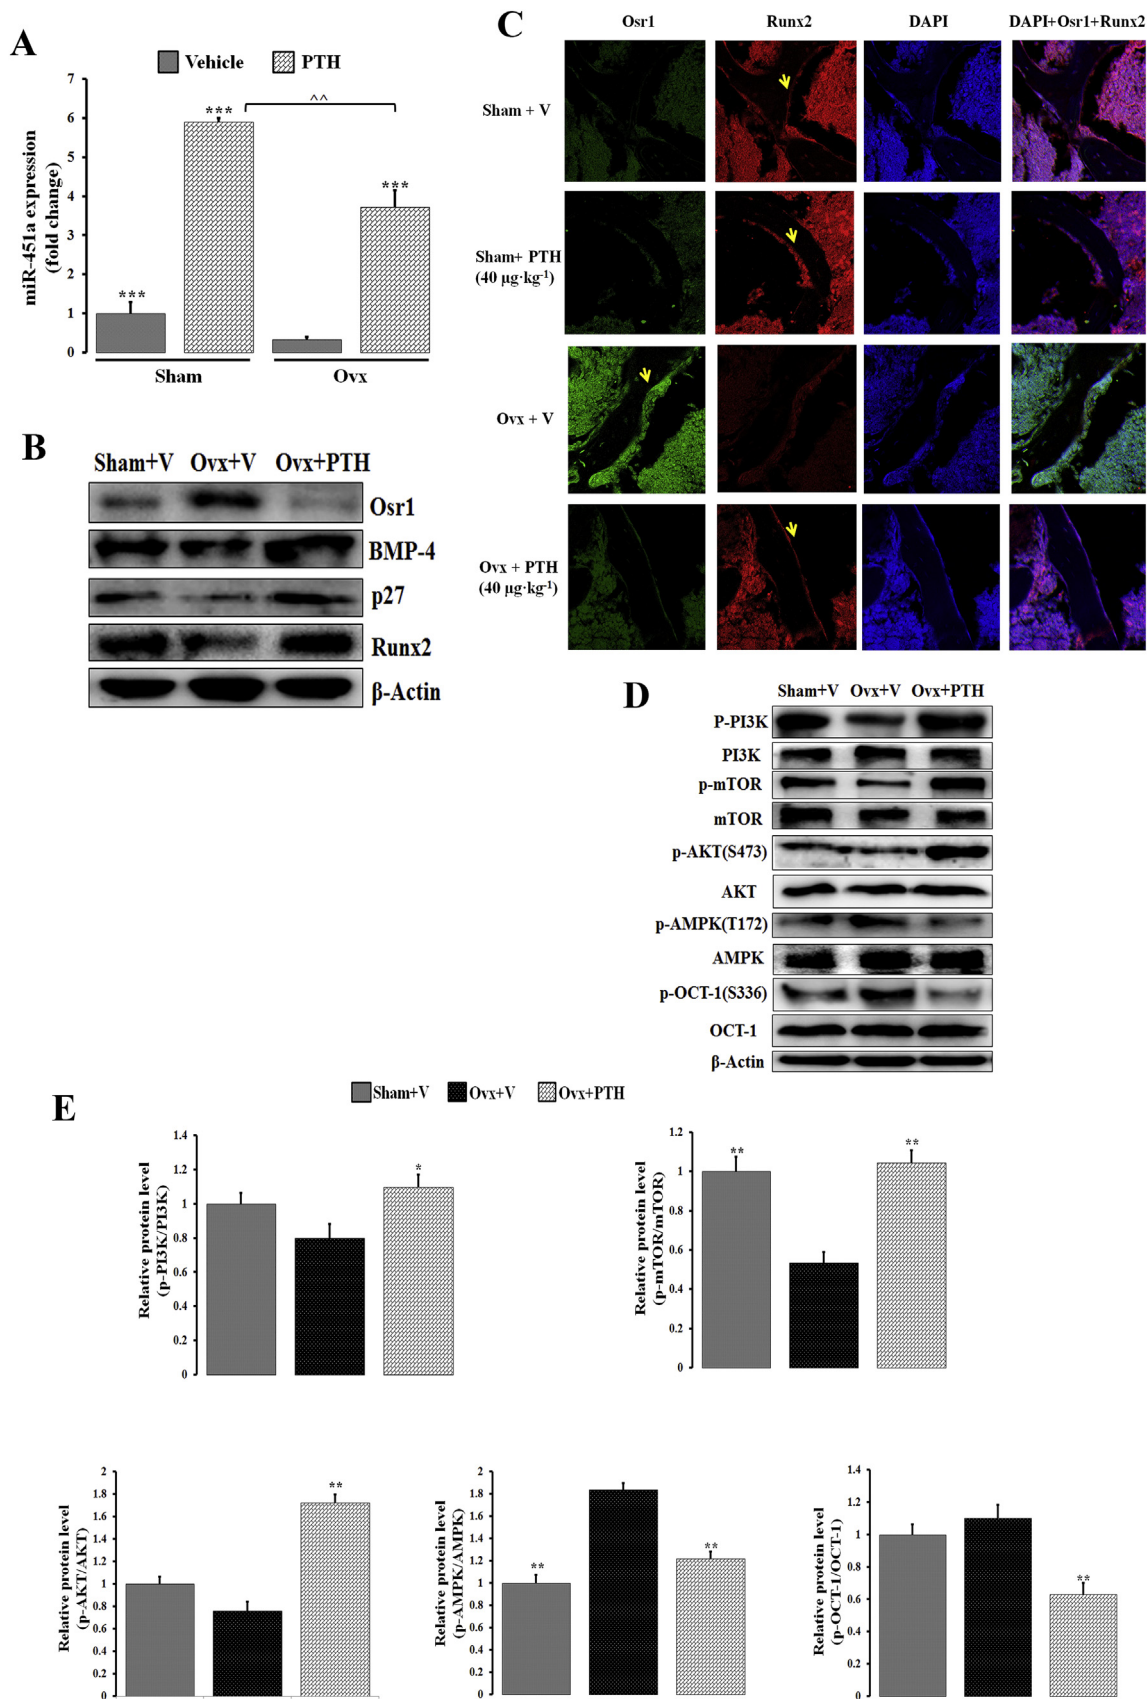 A
Vehicle PTH
miR-451a expression
(fold change)
7
6
5
4
3
2
1
0
***
***
^^
***
Sham Ovx
B
Sham+V Ovx+V Ovx+PTH
Osr1
BMP-4
p27
Runx2
β-Actin
C
Osr1 Runx2 DAPI DAPI+Osr1+Runx2
Sham + V
Sham+ PTH
(40 µg·kg-1)
Ovx + V
Ovx + PTH
(40 µg·kg-1)
D
Sham+V Ovx+V Ovx+PTH
P-PI3K
PI3K
p-mTOR
mTOR
p-AKT(S473)
AKT
p-AMPK(T172)
AMPK
p-OCT-1(S336)
OCT-1
β-Actin
E
Sham+V Ovx+V Ovx+PTH
Relative protein level
(p-PI3K/PI3K)
1.4
1.2
1
0.8
0.6
0.4
0.2
0
*
Relative protein level
(p-mTOR/mTOR)
1.2
1
0.8
0.6
0.4
0.2
0
**
**
Relative protein level
(p-AKT/AKT)
2
1.8
1.6
1.4
1.2
1
0.8
0.6
0.4
0.2
0
**
Relative protein level
(p-AMPK/AMPK)
2
1.8
1.6
1.4
1.2
1
0.8
0.6
0.4
0.2
0
**
**
Relative protein level
(p-OCT-1/OCT-1)
1.4
1.2
1
0.8
0.6
0.4
0.2
0
**